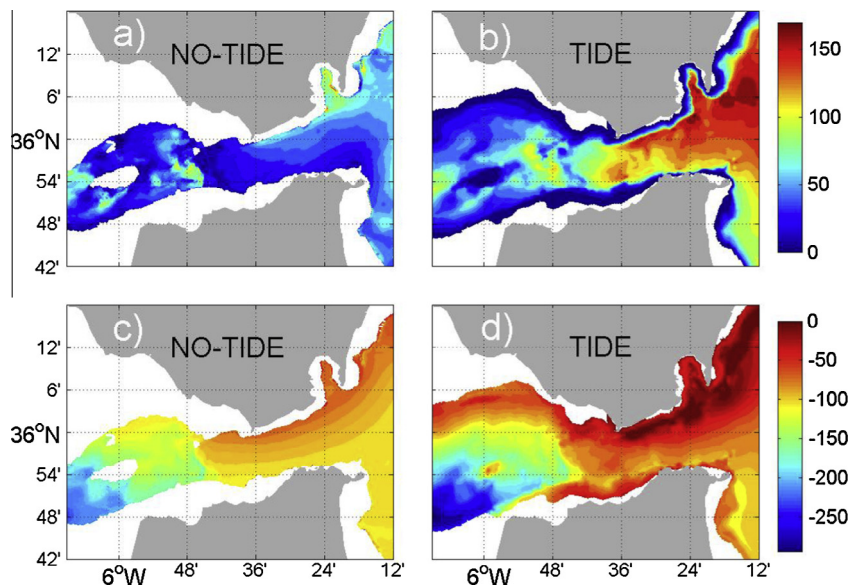 a) NO-TIDE
b) TIDE
12'
6'
36°N
54'
48'
42'
150
100
50
0
c) NO-TIDE
d) TIDE
12'
6'
36°N
54'
48'
42'
6°W 48' 36' 24' 12'
6°W 48' 36' 24' 12'
0
-50
-100
-150
-200
-250